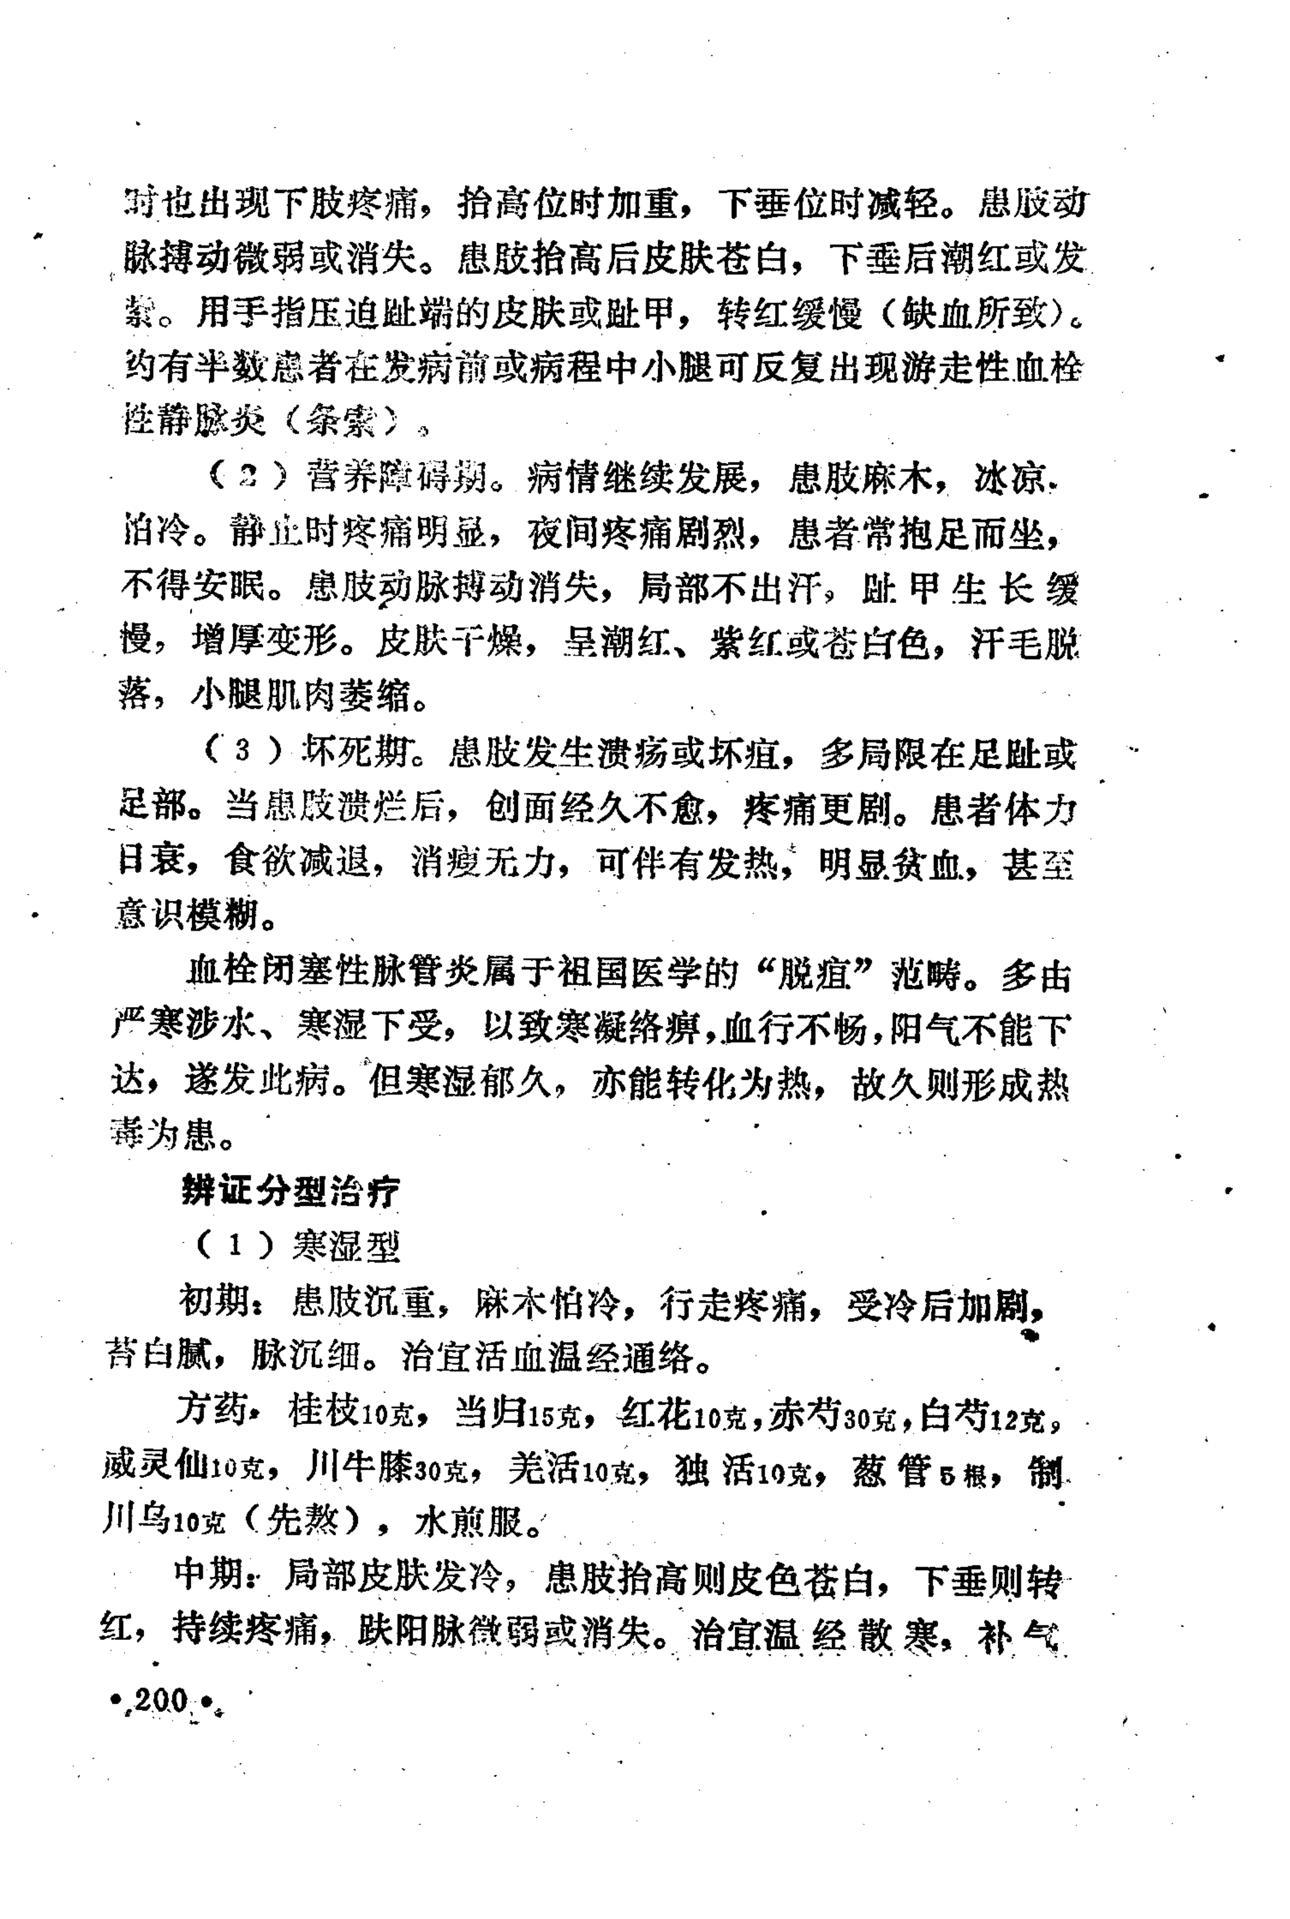 时也出现下肢疼痛，抬高位时加重，下垂位时减轻。患肢动
脉搏动微弱或消失。患肢抬高后皮肤苍白，下垂后潮红或发
紫。用手指压迫趾端的皮肤或趾甲，转红缓慢（缺血所致）。
约有半数患者在发病前或病程中小腿可反复出现游走性血栓
性静脉炎（条索）。
（2）营养障碍期。病情继续发展，患肢麻木，冰凉，
怕冷。静止时疼痛明显，夜间疼痛剧烈，患者常抱足而坐，
不得安眠。患肢动脉搏动消失，局部不出汗，趾甲生长缓
慢，增厚变形。皮肤干燥，呈潮红、紫红或苍白色，汗毛脱
落，小腿肌肉萎缩。
（3）坏死期。患肢发生溃疡或坏疽，多局限在足趾或
足部。当患肢溃烂后，创面经久不愈，疼痛更剧。患者体力
日衰，食欲减退，消瘦无力，可伴有发热，明显贫血，甚至
意识模糊。
血栓闭塞性脉管炎属于祖国医学的“脱疽”范畴。多由
严寒涉水、寒湿下受，以致寒凝络痹，血行不畅，阳气不能下
达，遂发此病。但寒湿郁久，亦能转化为热，故久则形成热
毒为患。
辨证分型治疗
（1）寒湿型
初期：患肢沉重，麻木怕冷，行走疼痛，受冷后加剧，
苔白腻，脉沉细。治宜活血温经通络。
方药：桂枝10克，当归15克，红花10克，赤芍30克，白芍12克，
威灵仙10克，川牛膝30克，羌活10克，独活10克，葱管5根，制
川乌10克（先熬），水煎服。
中期：局部皮肤发冷，患肢抬高则皮色苍白，下垂则转
红，持续疼痛，趺阳脉微弱或消失。治宜温经散寒，补气
•200•